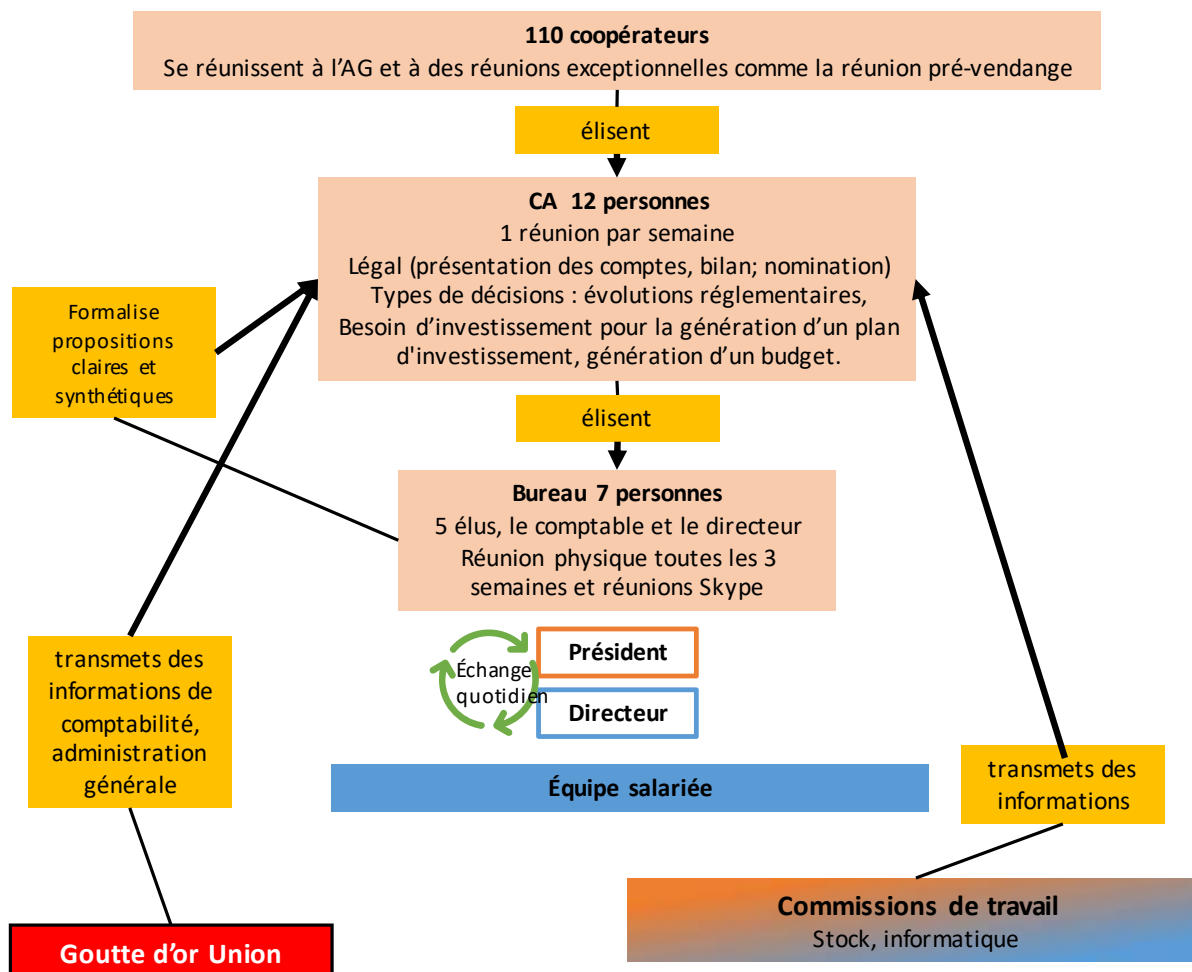 110 coopérateurs
Se réunissent à l’AG et à des réunions exceptionnelles comme la réunion pré-vendange
élisent
CA 12 personnes
1 réunion par semaine
Légal (présentation des comptes, bilan; nomination)
Types de décisions : évolutions réglementaires,
Besoin d’investissement pour la génération d’un plan
d'investissement, génération d’un budget.
Formalise
propositions
claires et
synthétiques
élisent
Bureau 7 personnes
5 élus, le comptable et le directeur
Réunion physique toutes les 3
semaines et réunions Skype
Échange
quotidien
Président
Directeur
transmets des
informations de
comptabilité,
administration
générale
Équipe salariée
transmets des
informations
Commissions de travail
Stock, informatique
Goutte d’or Union